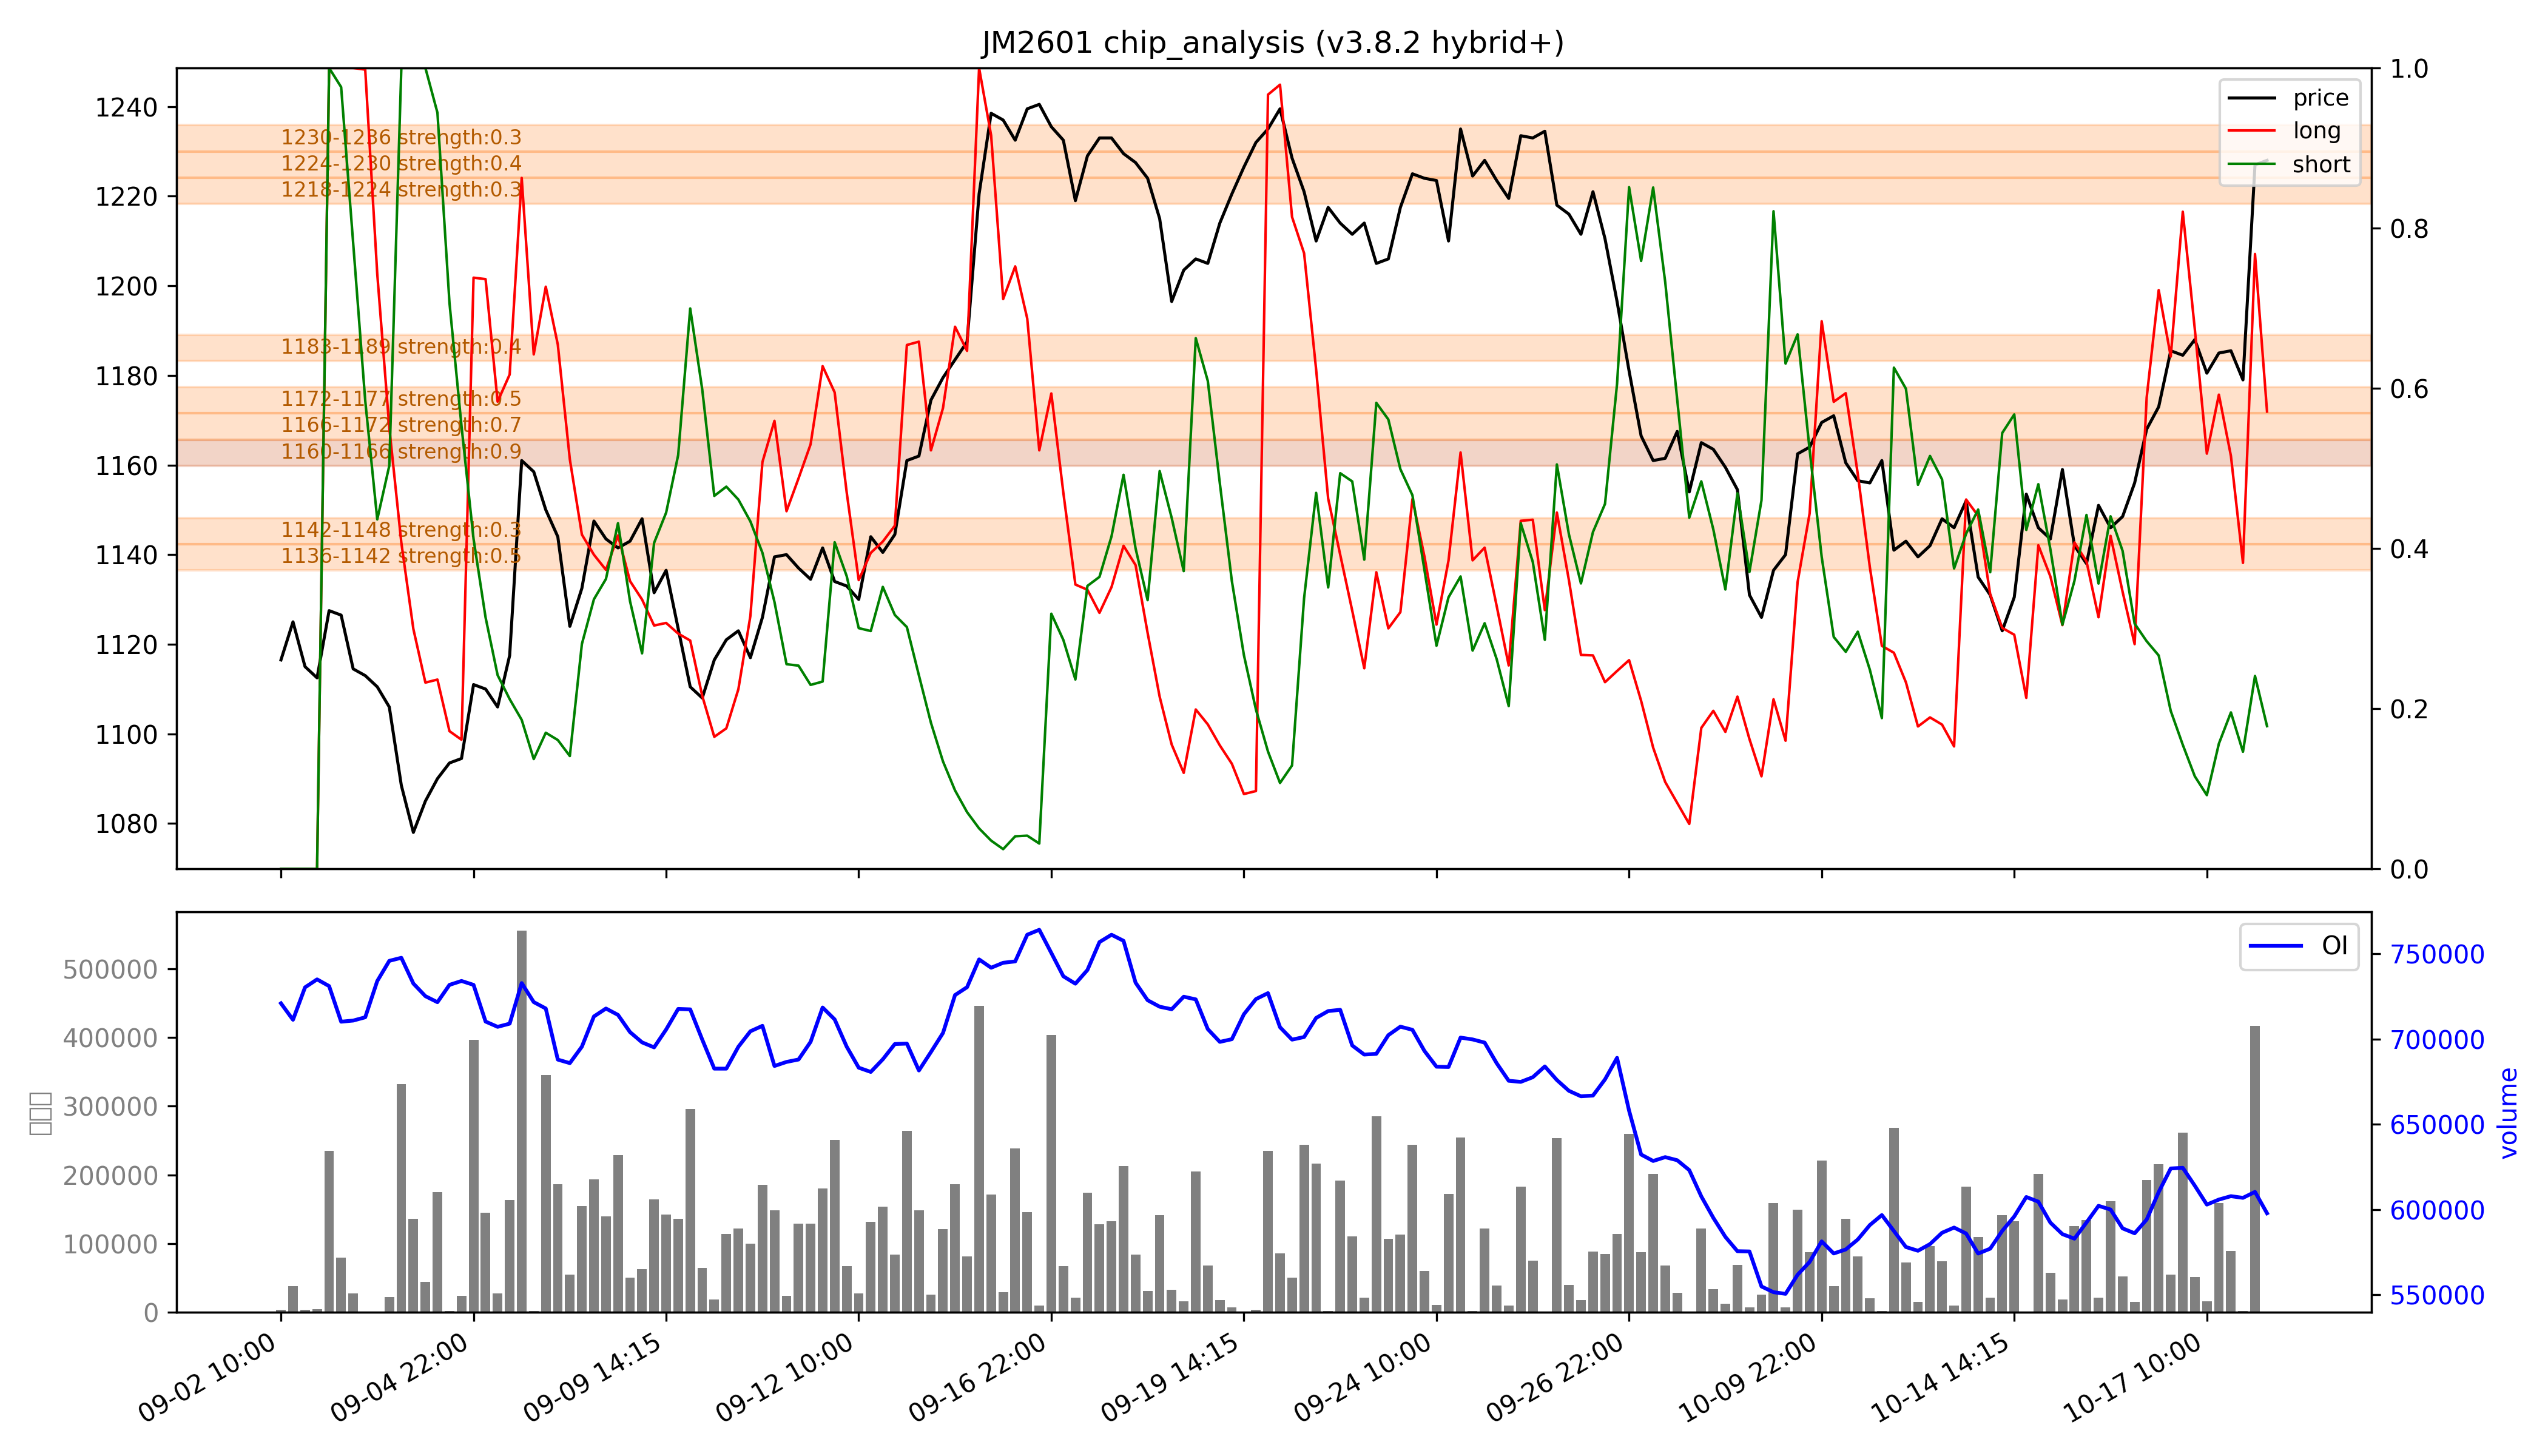 JM2601 chip_analysis (v3.8.2 hybrid+)
1240
1220
1200
1180
1160
1140
1120
1100
1080
1230-1236 strength:0.3
1224-1230 strength:0.4
1218-1224 strength:0.3
1183-1189 strength:0.4
1172-1177 strength:0.5
1166-1172 strength:0.7
1160-1166 strength:0.9
1142-1148 strength:0.3
1136-1142 strength:0.5
price
long
short
1.0
0.8
0.6
0.4
0.2
0.0
500000
400000
300000
200000
100000
0
OI
750000
700000
650000
600000
550000
volume
09-02 10:00
09-04 22:00
09-09 14:15
09-12 10:00
09-16 22:00
09-19 14:15
09-24 10:00
09-26 22:00
10-09 22:00
10-14 14:15
10-17 10:00